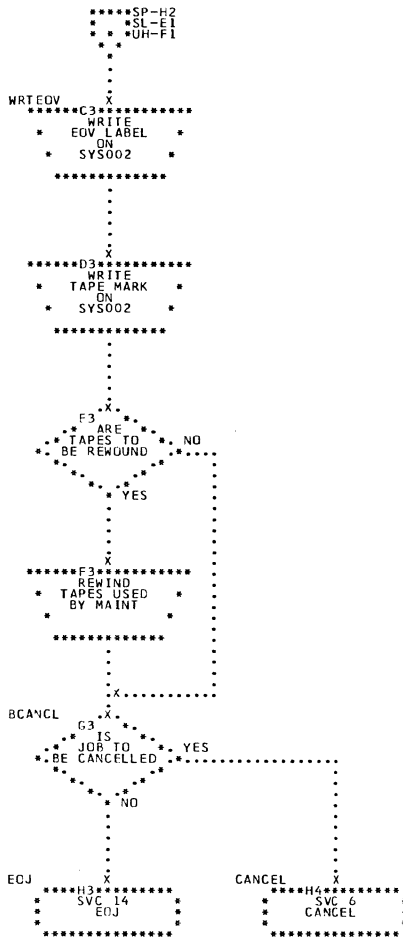 SP-H2
SL-E1
UH-F1
WRTEOV
C3
WRITE
EOV LABEL
ON
SYS002
D3
WRITE
TAPE MARK
ON
SYS002
F3
ARE
TAPES TO
BE REWOUND
NO
YES
F3
REWIND
TAPES USED
BY MAINT
BCANCL
G3
IS
JOB TO
BE CANCELLED
YES
NO
EOJ
H3
SVC 14
EOJ
CANCEL
H4
SVC 6
CANCEL